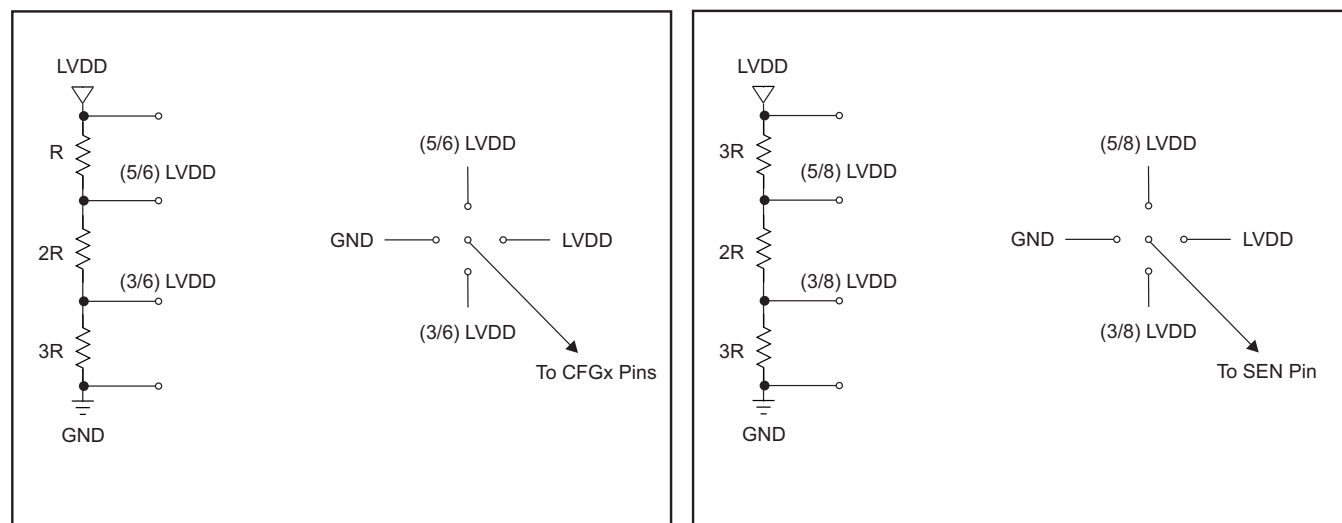 LVDD
R
(5/6) LVDD
2R
(3/6) LVDD
3R
GND
(5/6) LVDD
GND
LVDD
(3/6) LVDD
To CFGx Pins
LVDD
3R
(5/8) LVDD
2R
(3/8) LVDD
3R
GND
(5/8) LVDD
GND
LVDD
(3/8) LVDD
To SEN Pin